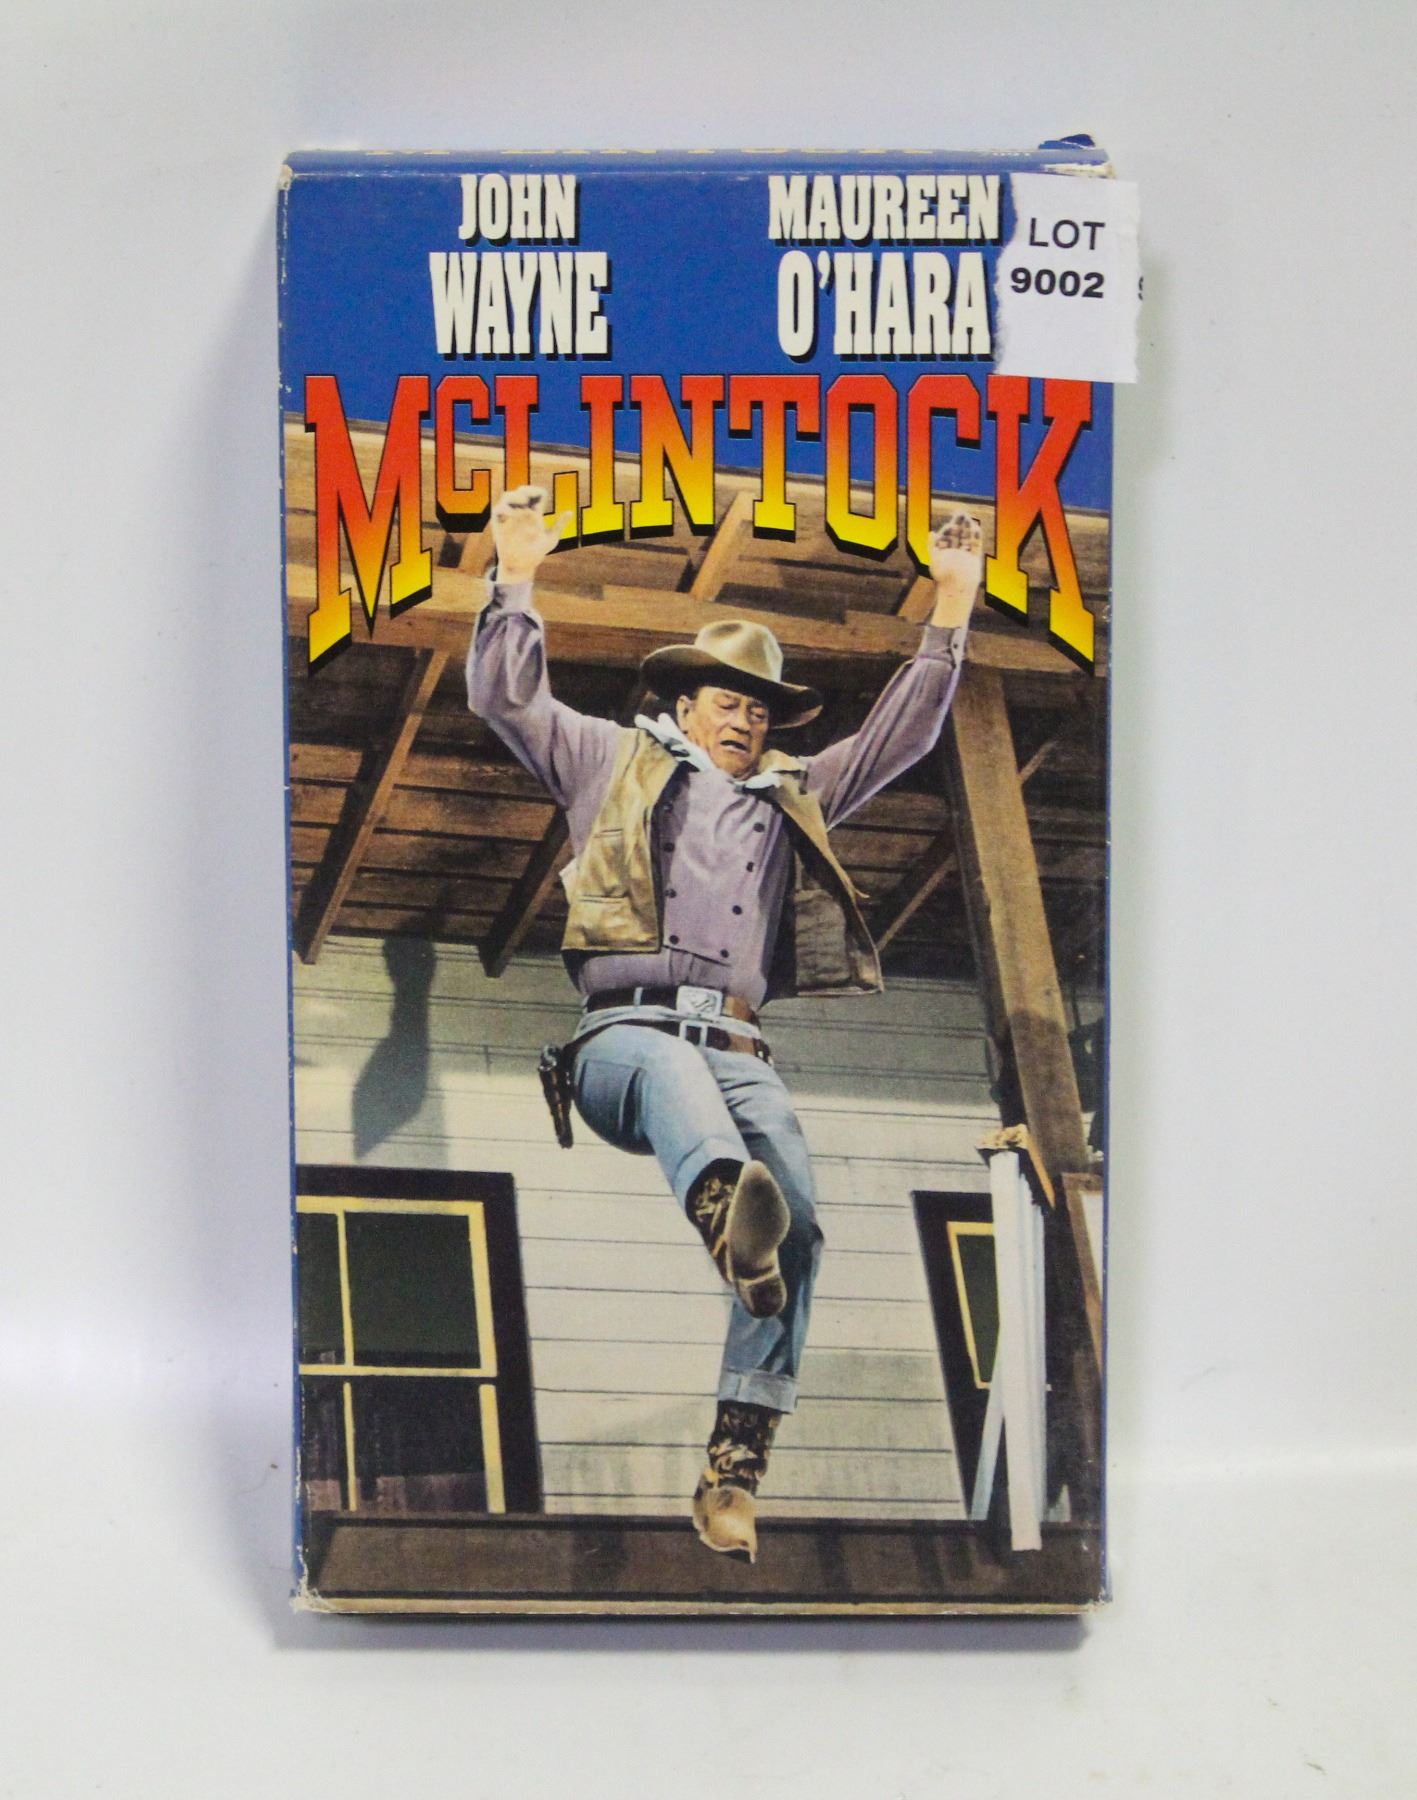 JOHN
WAYNE
MAUREEN
O'HARA
LOT
9002
McLINTOCK